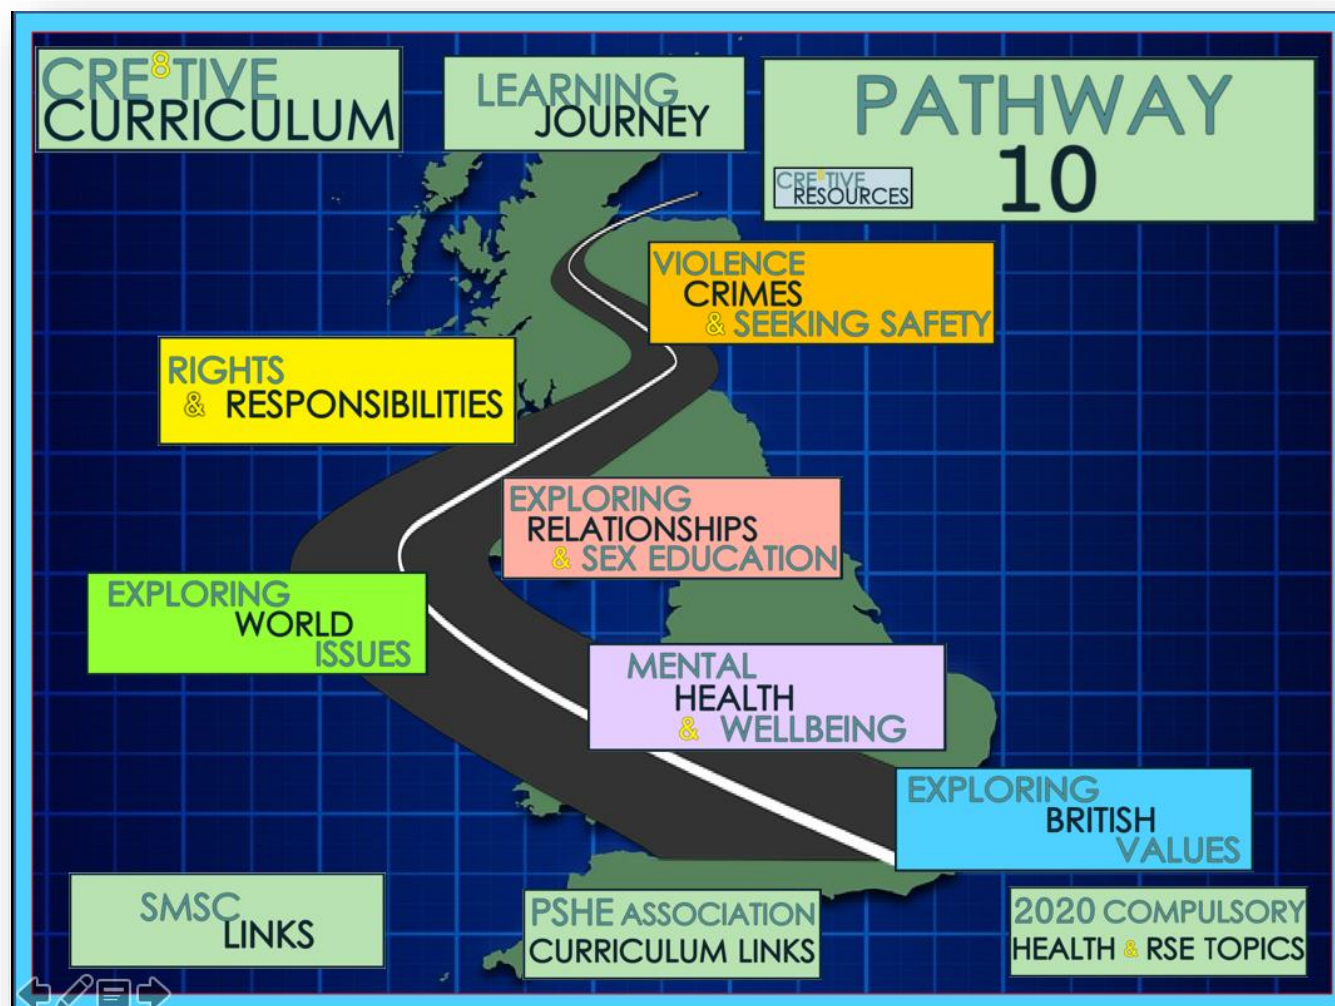 CRE8TIVE
CURRICULUM
LEARNING
JOURNEY
PATHWAY
10
CRE8TIVE
RESOURCES
VIOLENCE
CRIMES
& SEEKING SAFETY
RIGHTS
& RESPONSIBILITIES
EXPLORING
RELATIONSHIPS
& SEX EDUCATION
EXPLORING
WORLD
ISSUES
MENTAL
HEALTH
& WELLBEING
EXPLORING
BRITISH
VALUES
SMSC
LINKS
PSHE ASSOCIATION
CURRICULUM LINKS
2020 COMPULSORY
HEALTH & RSE TOPICS